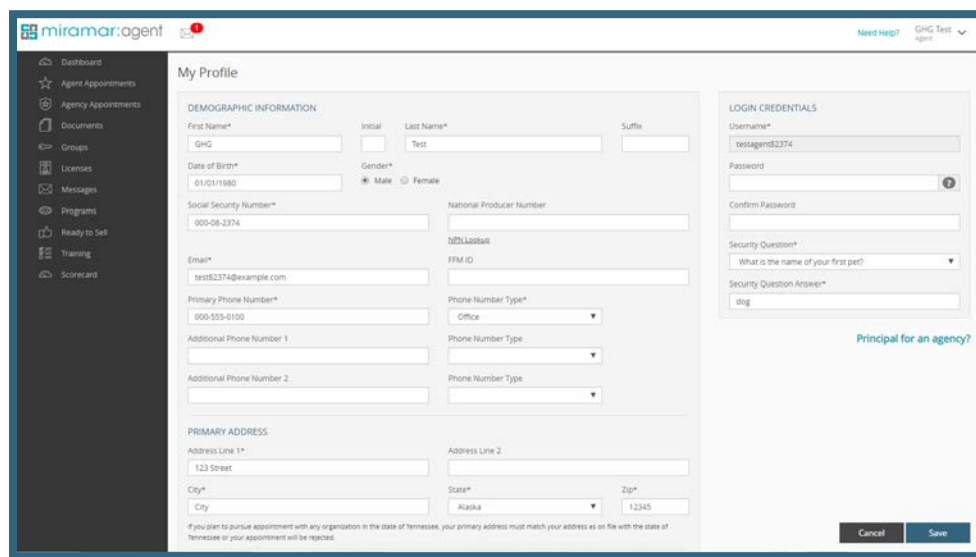 miramar:agent
1
Need Help?
GHG Test
Agent
Dashboard
Agent Appointments
Agency Appointments
Documents
Groups
Licenses
Messages
Programs
Ready to Sell
Training
Scorecard
My Profile
DEMOGRAPHIC INFORMATION
First Name* Initial Last Name* Suffix
GHG Test
Date of Birth* Gender*
01/01/1980 Male Female
Social Security Number* National Producer Number
000-08-2374
NPN Lookup
Email* FFM ID
test82374@example.com
Primary Phone Number* Phone Number Type*
000-555-0100 Office
Additional Phone Number 1 Phone Number Type
Additional Phone Number 2 Phone Number Type
PRIMARY ADDRESS
Address Line 1* Address Line 2
123 Street
City* State* Zip*
City Alaska 12345
If you plan to pursue appointment with any organization in the state of Tennessee, your primary address must match your address as on file with the state of
Tennessee or your appointment will be rejected.
LOGIN CREDENTIALS
Username*
testagent82374
Password
?
Confirm Password
Security Question*
What is the name of your first pet?
Security Question Answer*
dog
Principal for an agency?
Cancel Save